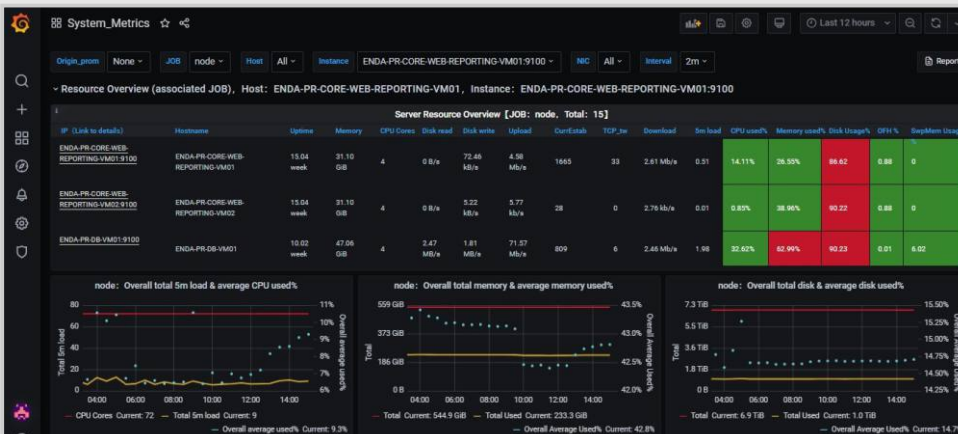 System_Metrics
Last 12 hours
Origin_prom None JOB node Host All Instance ENDA-PR-CORE-WEB-REPORTING-VM01:9100 NIC All Interval 2m Report
Resource Overview (associated JOB), Host: ENDA-PR-CORE-WEB-REPORTING-VM01, Instance: ENDA-PR-CORE-WEB-REPORTING-VM01:9100
Server Resource Overview【JOB: node, Total: 15】
IP (Link to details) Hostname Uptime Memory CPU Cores Disk read Disk write Upload CurrEstab TCP_tw Download 5m load CPU used% Memory used% Disk Usage% OFH % SwpMem Usag
%
ENDA-PR-CORE-WEB-REPORTING-VM01:9100 ENDA-PR-CORE-WEB-REPORTING-VM01 15.04 week 31.10 GiB 4 0 B/s 72.46 kB/s 4.58 Mb/s 1665 33 2.61 Mb/s 0.51 14.11% 26.55% 86.62 0.88 0
ENDA-PR-CORE-WEB-REPORTING-VM02:9100 ENDA-PR-CORE-WEB-REPORTING-VM02 15.04 week 31.10 GiB 4 0 B/s 5.22 kB/s 5.77 kb/s 28 0 2.76 kb/s 0.01 0.85% 38.96% 90.22 0.88 0
ENDA-PR-DB-VM01:9100 ENDA-PR-DB-VM01 10.02 week 47.06 GiB 4 2.47 MB/s 1.81 MB/s 71.57 Mb/s 809 6 2.46 Mb/s 1.98 32.62% 62.99% 90.23 0.01 6.02
node: Overall total 5m load & average CPU used%
80 60 40 20 0
Total 5m load
11% 10% 9% 8% 7% 6%
Overall average used%
04:00 06:00 08:00 10:00 12:00 14:00
CPU Cores Current: 72 Total 5m load Current: 9
Overall average used% Current: 9.3%
node: Overall total memory & average memory used%
559 GiB 373 GiB 186 GiB 0 B
Total
43.5% 43.0% 42.5% 42.0%
Overall Average Used%
04:00 06:00 08:00 10:00 12:00 14:00
Total Current: 544.9 GiB Total Used Current: 233.3 GiB
Overall Average Used% Current: 42.8%
node: Overall total disk & average disk used%
7.3 TiB 5.5 TiB 3.6 TiB 1.8 TiB 0 B
Total
15.50% 15.25% 15.00% 14.75% 14.50% 14.25%
04:00 06:00 08:00 10:00 12:00 14:00
Total Current: 6.9 TiB Total Used Current: 1.0 TiB
Overall Average Used% Current: 14.7